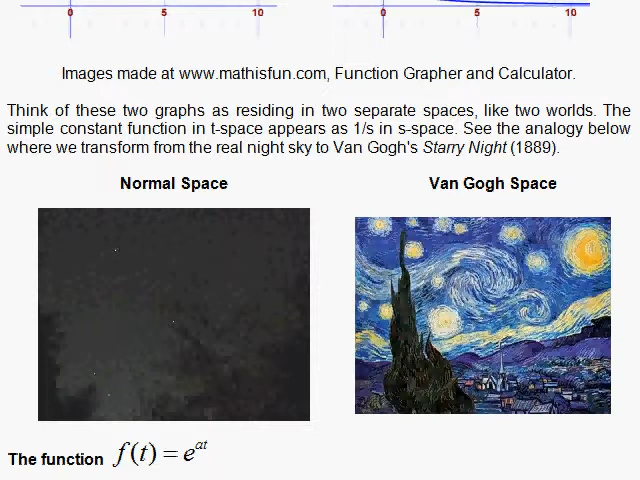 0 5 10 0 5 10
Images made at www.mathisfun.com, Function Grapher and Calculator.
Think of these two graphs as residing in two separate spaces, like two worlds. The
simple constant function in t-space appears as 1/s in s-space. See the analogy below
where we transform from the real night sky to Van Gogh's Starry Night (1889).
Normal Space Van Gogh Space
The function f(t) = e^{at}